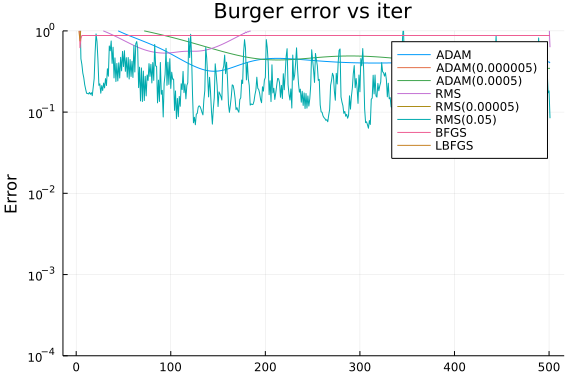 Burger error vs iter
10^0
10^-1
10^-2
10^-3
10^-4
Error
0
100
200
300
400
500
ADAM
ADAM(0.000005)
ADAM(0.0005)
RMS
RMS(0.00005)
RMS(0.05)
BFGS
LBFGS